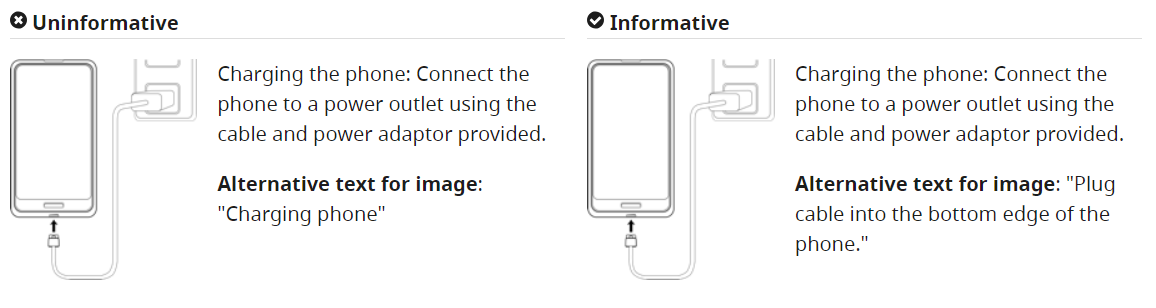 Uninformative
Charging the phone: Connect the
phone to a power outlet using the
cable and power adaptor provided.
Alternative text for image:
"Charging phone"
Informative
Charging the phone: Connect the
phone to a power outlet using the
cable and power adaptor provided.
Alternative text for image: "Plug
cable into the bottom edge of the
phone."